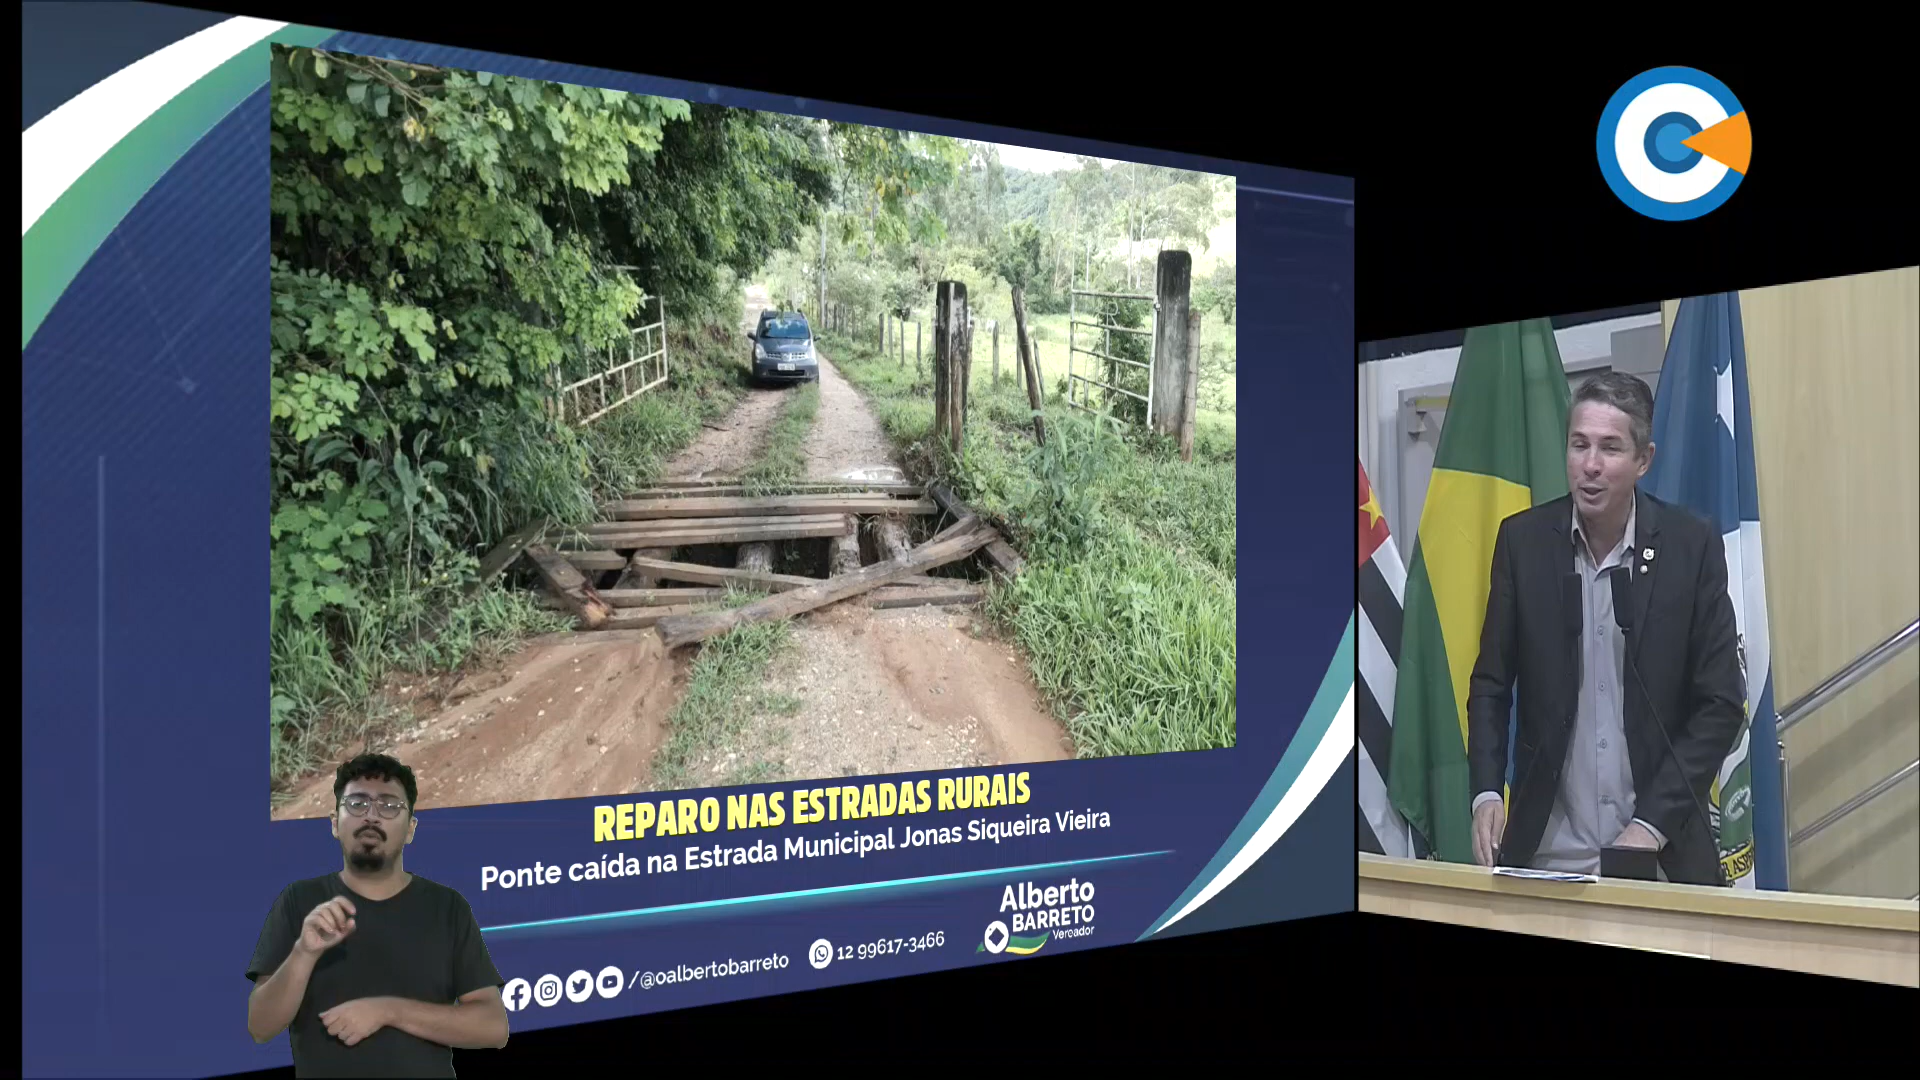 REPARO NAS ESTRADAS RURAIS
Ponte caída na Estrada Municipal Jonas Siqueira Vieira
Alberto
BARRETO
Vereador
/@oalbertobarreto
12 99617-3466